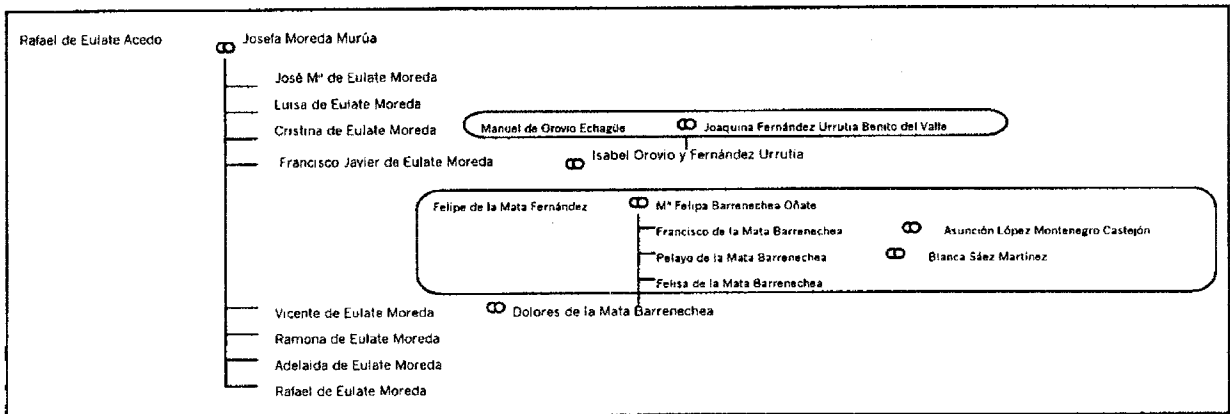 Rafael de Eulate Acedo Josefa Moreda Murúa
José Mª de Eulate Moreda
Luisa de Eulate Moreda
Cristina de Eulate Moreda Manuel de Orovio Echagüe Joaquina Fernández Urrutia Benito del Valle
Francisco Javier de Eulate Moreda Isabel Orovio y Fernández Urrutia
Felipe de la Mata Fernández Mª Felipa Barrenechea Oñate
Francisco de la Mata Barrenechea Asunción López Montenegro Castejón
Pelayo de la Mata Barrenechea Blanca Sáez Martínez
Felisa de la Mata Barrenechea
Vicente de Eulate Moreda Dolores de la Mata Barrenechea
Ramona de Eulate Moreda
Adelaida de Eulate Moreda
Rafael de Eulate Moreda